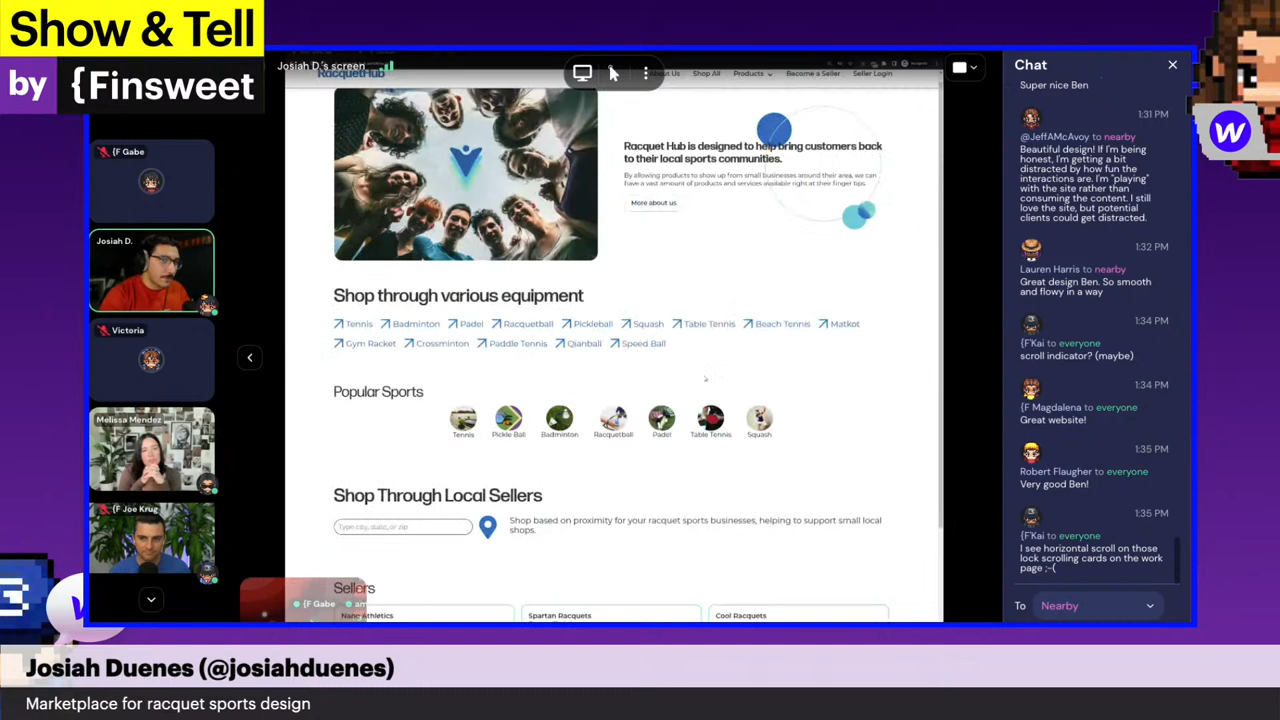 Show & Tell
by {Finsweet
Josiah D.'s screen
{F Gabe
Josiah D.
Victoria
Melissa Mendez
{F Joe Krug
RacquetHub
About Us
Shop All
Products
Become a Seller
Seller Login
Racquet Hub is designed to help bring customers back
to their local sports communities.
By allowing products to show up from small businesses around their area, we can
have a vast amount of products and services available right at their finger tips.
More about us
Shop through various equipment
Tennis Badminton Padel Racquetball Pickleball Squash Table Tennis Beach Tennis Matkot
Gym Racket Crossminton Paddle Tennis Qianball Speed Ball
Popular Sports
Tennis Pickle Ball Badminton Racquetball Padel Table Tennis Squash
Shop Through Local Sellers
Type city, state, or zip
Shop based on proximity for your racquet sports businesses, helping to support small local
shops.
Sellers
{F Gabe
Nane Athletics
Spartan Racquets
Cool Racquets
Chat
Super nice Ben
1:31 PM
@JeffAMcAvoy to nearby
Beautiful design! If I'm being
honest, I'm getting a bit
distracted by how fun the
interactions are. I'm "playing"
with the site rather than
consuming the content. I still
love the site, but potential
clients could get distracted.
1:32 PM
Lauren Harris to nearby
Great design Ben. So smooth
and flowy in a way
1:34 PM
{F'Kai to everyone
scroll indicator? (maybe)
1:34 PM
{F Magdalena to everyone
Great website!
1:35 PM
Robert Flaugher to everyone
Very good Ben!
1:35 PM
{F'Kai to everyone
I see horizontal scroll on those
lock scrolling cards on the work
page ;-(
To Nearby
Josiah Duenes (@josiahduenes)
Marketplace for racquet sports design